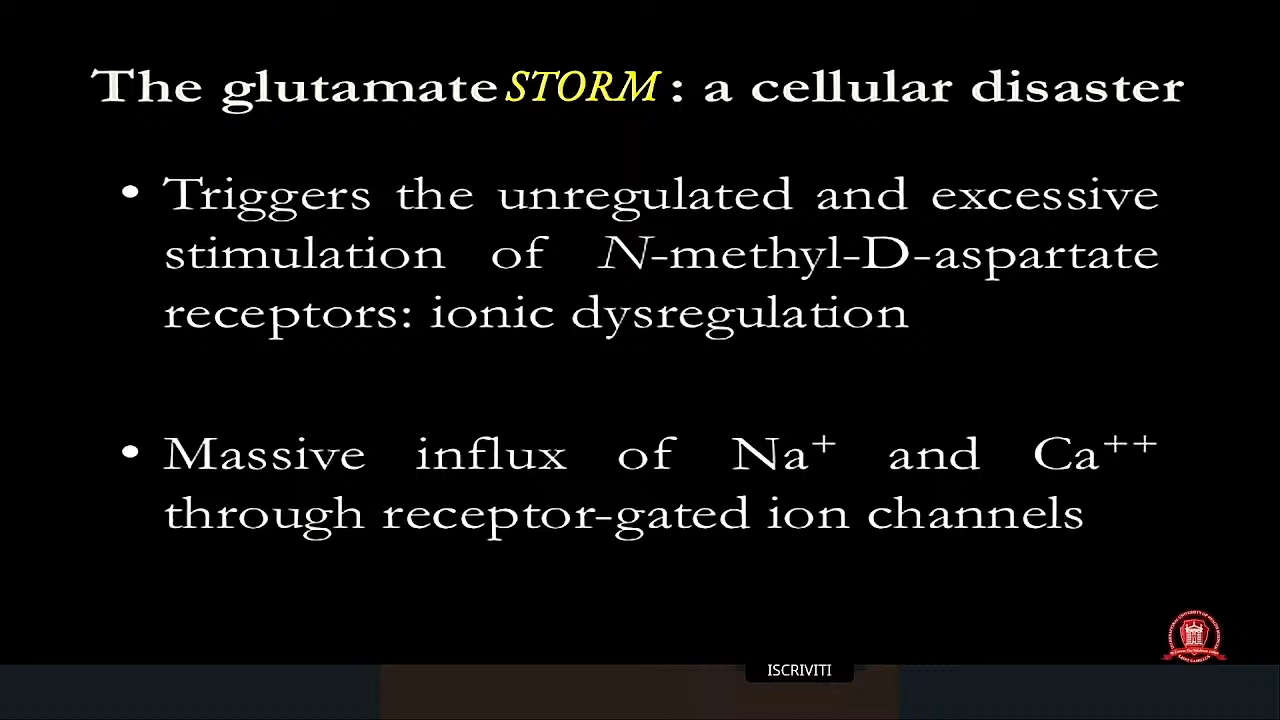 The glutamate STORM : a cellular disaster
• Triggers the unregulated and excessive
stimulation of N-methyl-D-aspartate
receptors: ionic dysregulation
• Massive influx of Na⁺ and Ca⁺⁺
through receptor-gated ion channels
ISCRIVITI